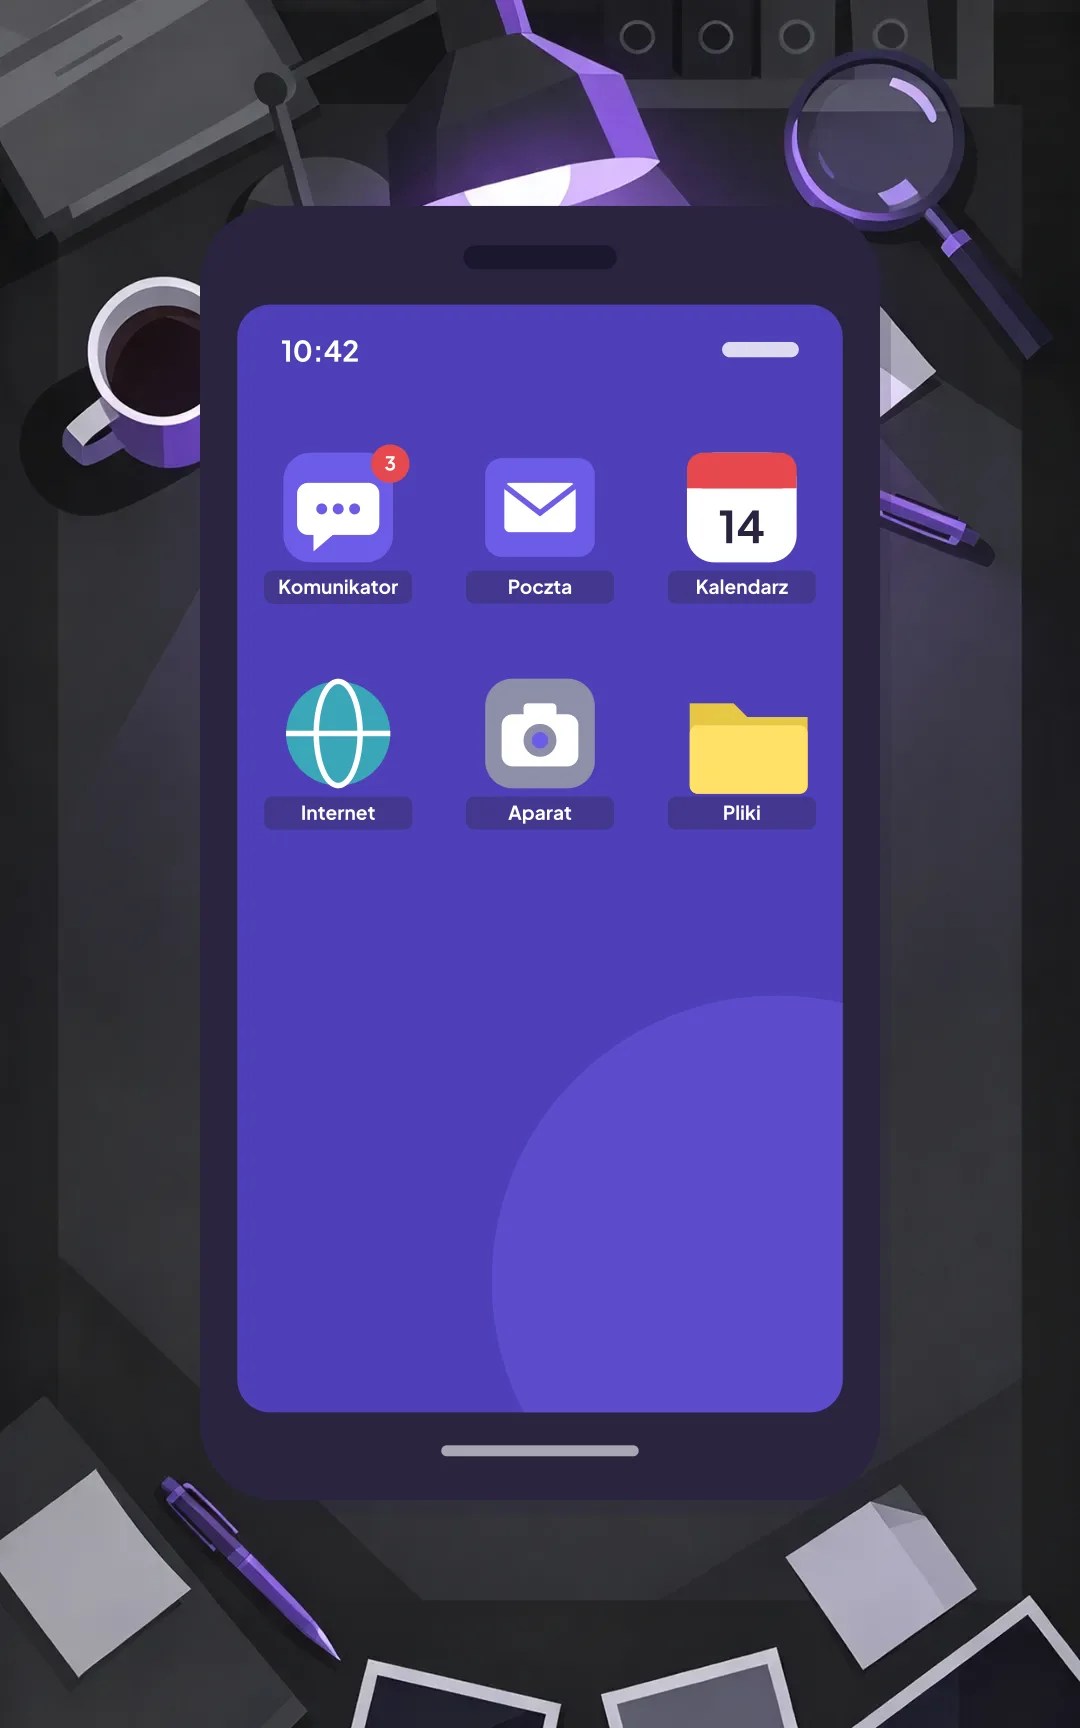 10:42
3
14
Komunikator
Poczta
Kalendarz
Internet
Aparat
Pliki